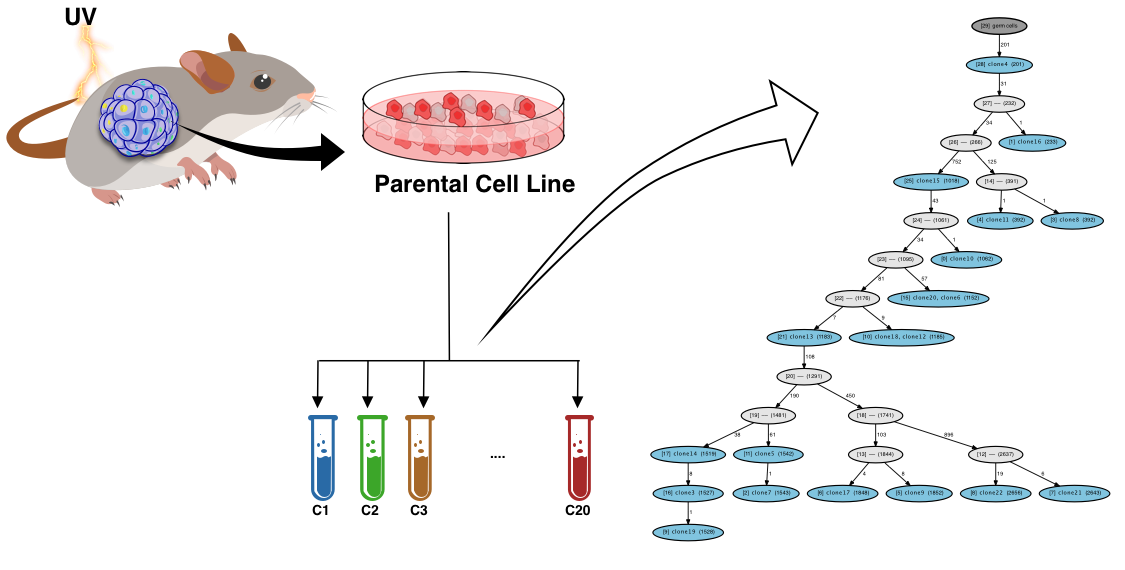 UV
Parental Cell Line
C1
C2
C3
....
C20
[29] germcells
201
[28] clone4 (201)
31
[27] — (232)
34
1
[26] — (266)
[1] clone16 (233)
752
125
[25] clone15 (1018)
[14] — (391)
43
1
1
[24] — (1061)
[4] clone11 (392)
[3] clone8 (392)
34
1
[23] — (1095)
[0] clone10 (1062)
81
57
[22] — (1176)
[15] clone20, clone6 (1152)
7
9
[21] clone13 (1183)
[10] clone18, clone12 (1185)
108
[20] — (1291)
190
450
[19] — (1481)
[18] — (1741)
38
61
103
896
[17] clone14 (1519)
[11] clone5 (1542)
[13] — (1844)
[12] — (2637)
8
1
4
8
19
6
[16] clone3 (1527)
[2] clone7 (1543)
[6] clone17 (1848)
[5] clone9 (1852)
[8] clone22 (2656)
[7] clone21 (2643)
1
[9] clone19 (1528)